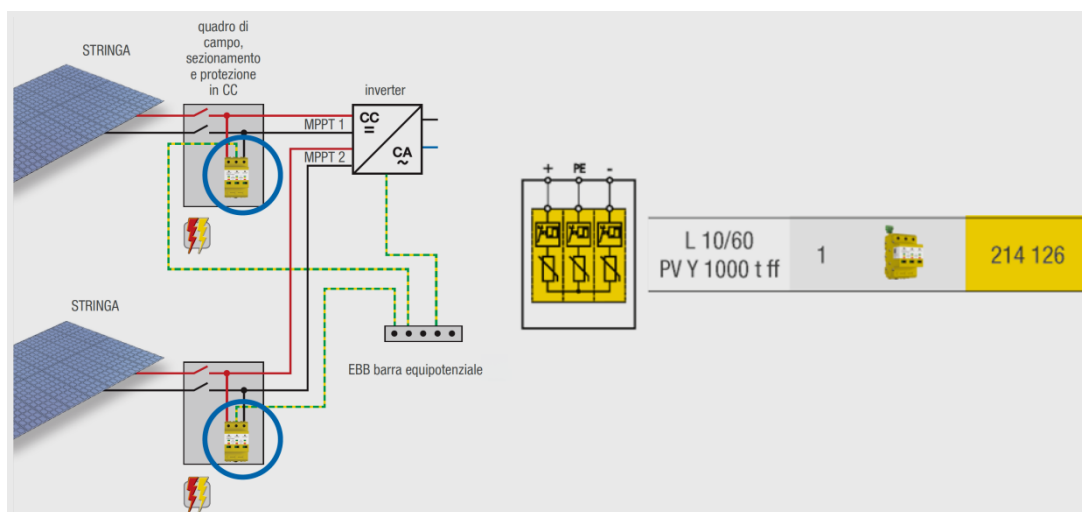 STRINGA
quadro di
campo,
sezionamento
e protezione
in CC
inverter
MPPT 1
CC
=
MPPT 2
CA
~
+ PE -
L 10/60
PV Y 1000 t ff
1
214 126
STRINGA
EBB barra equipotenziale